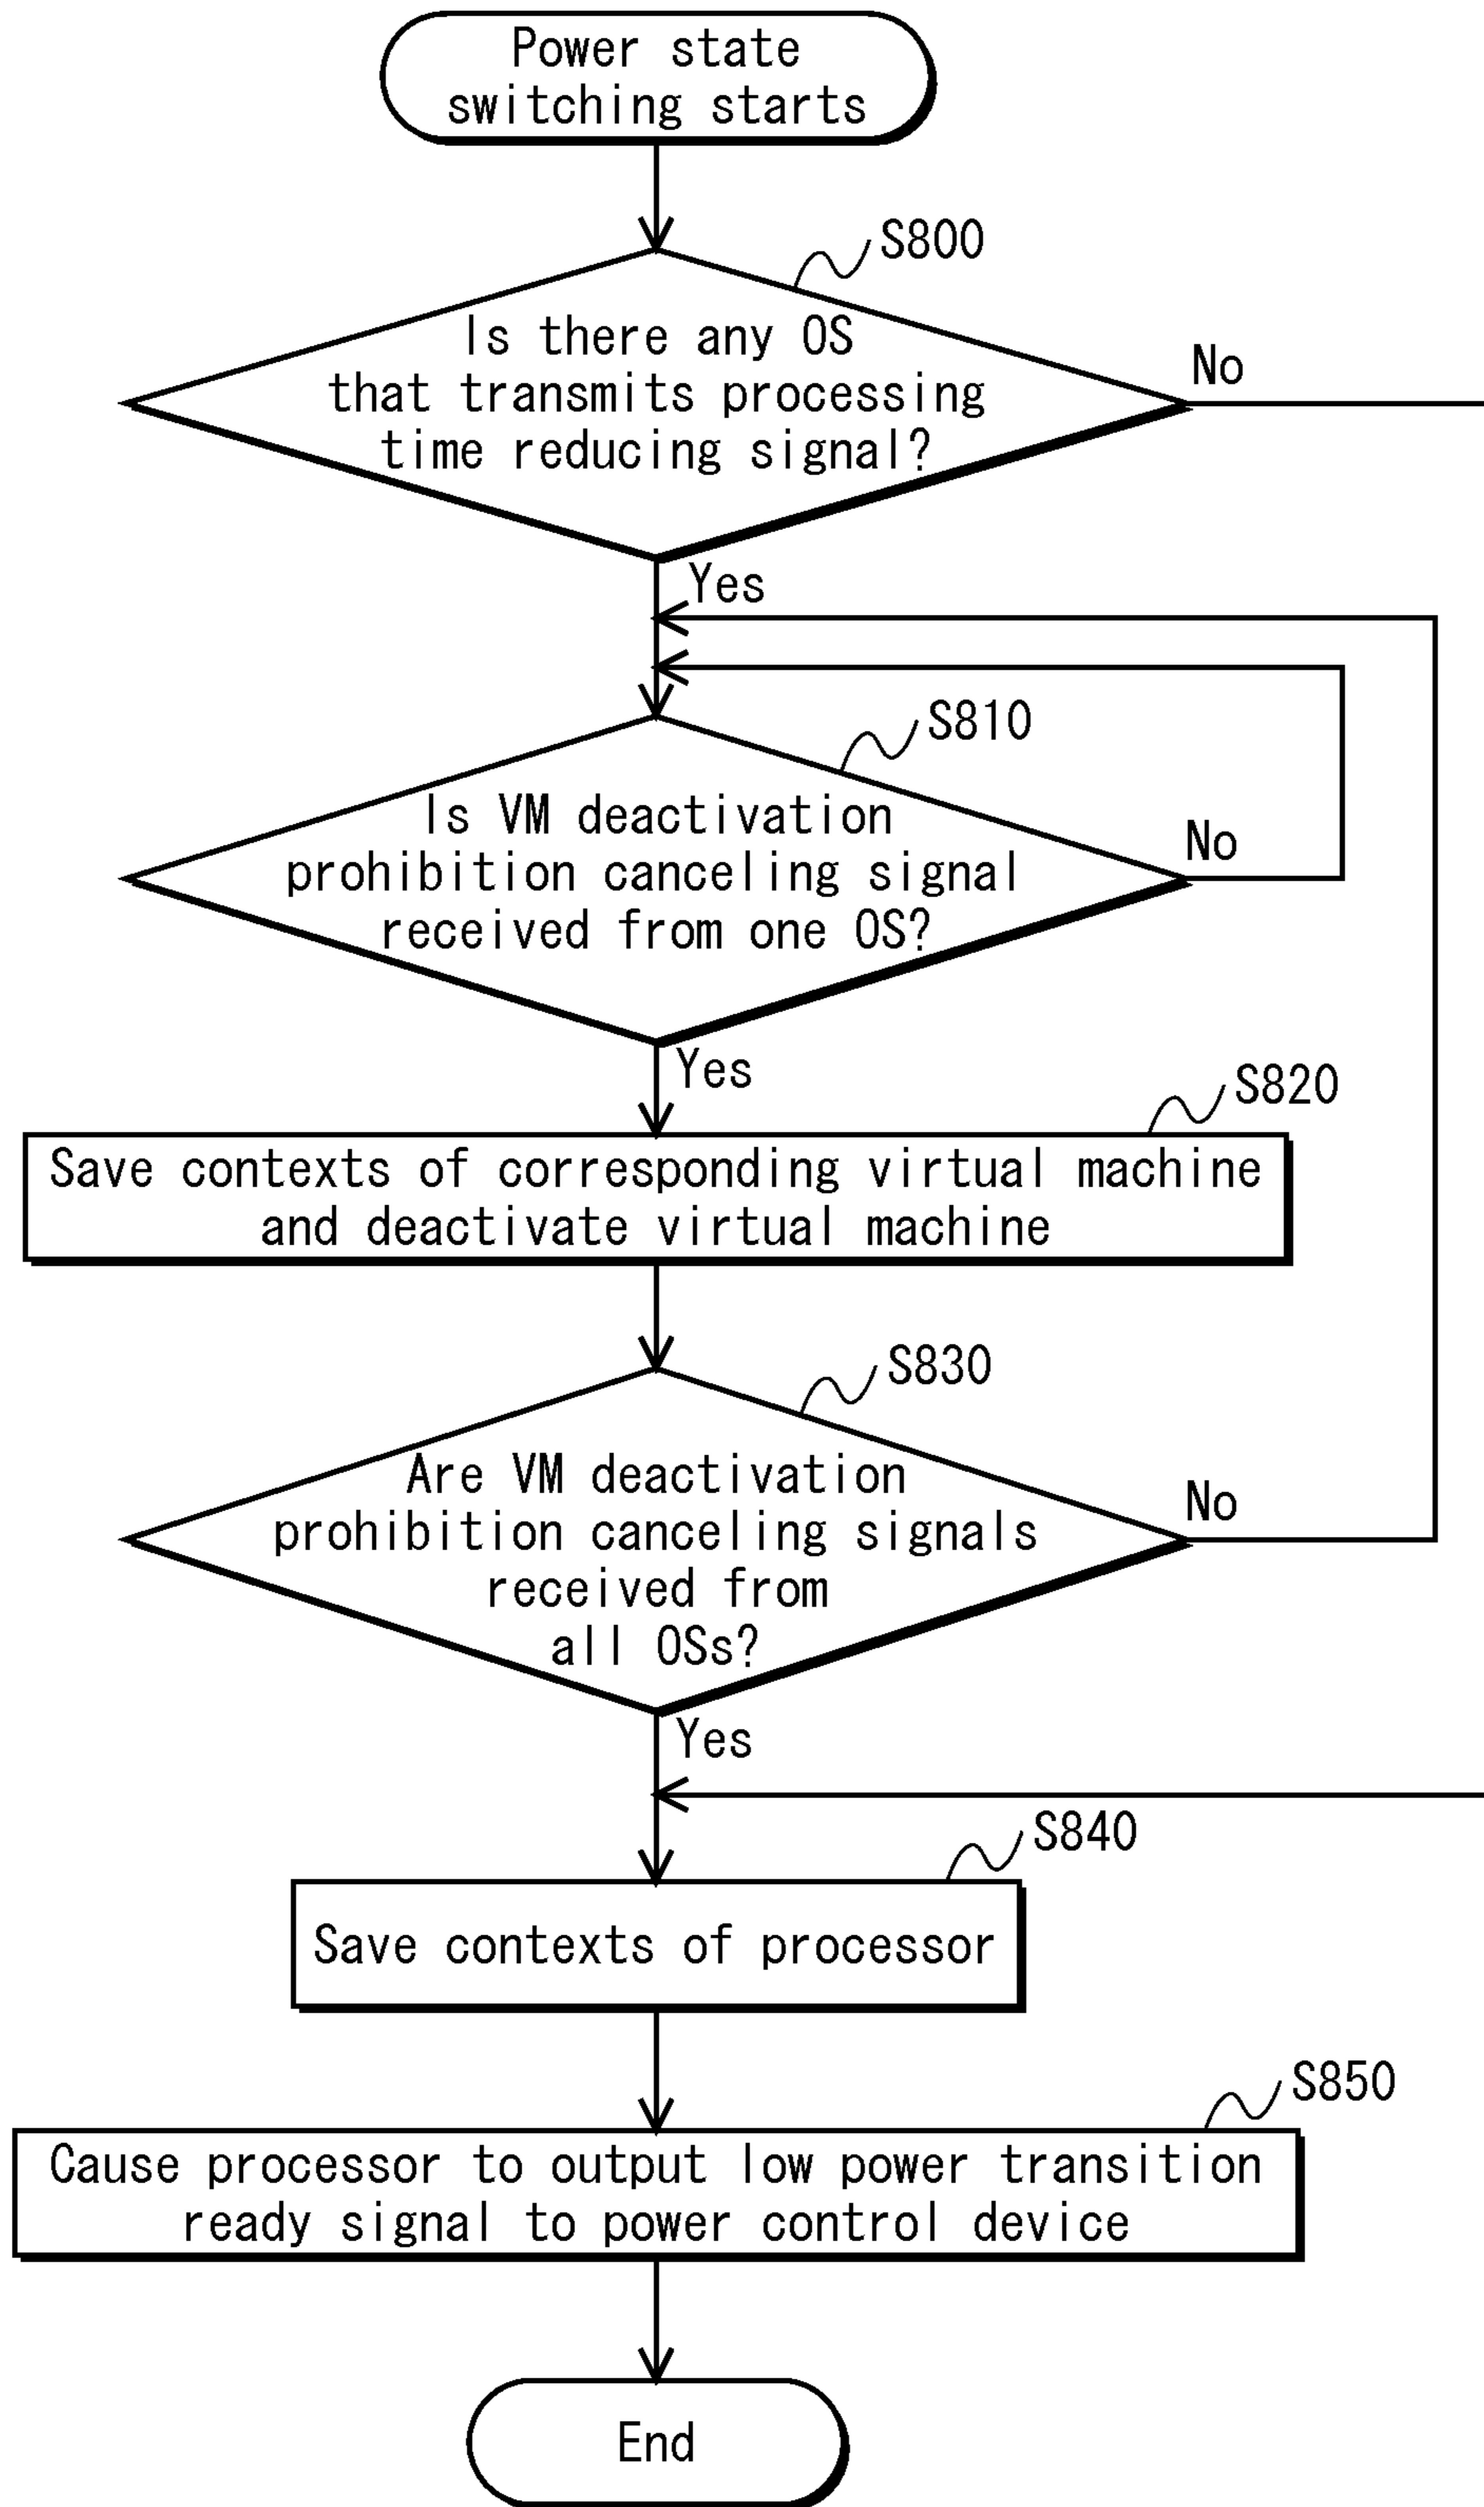 Power state
switching starts
S800
Is there any OS
that transmits processing
time reducing signal?
No
Yes
S810
Is VM deactivation
prohibition canceling signal
received from one OS?
No
Yes
S820
Save contexts of corresponding virtual machine
and deactivate virtual machine
S830
Are VM deactivation
prohibition canceling signals
received from
all OSs?
No
Yes
S840
Save contexts of processor
S850
Cause processor to output low power transition
ready signal to power control device
End